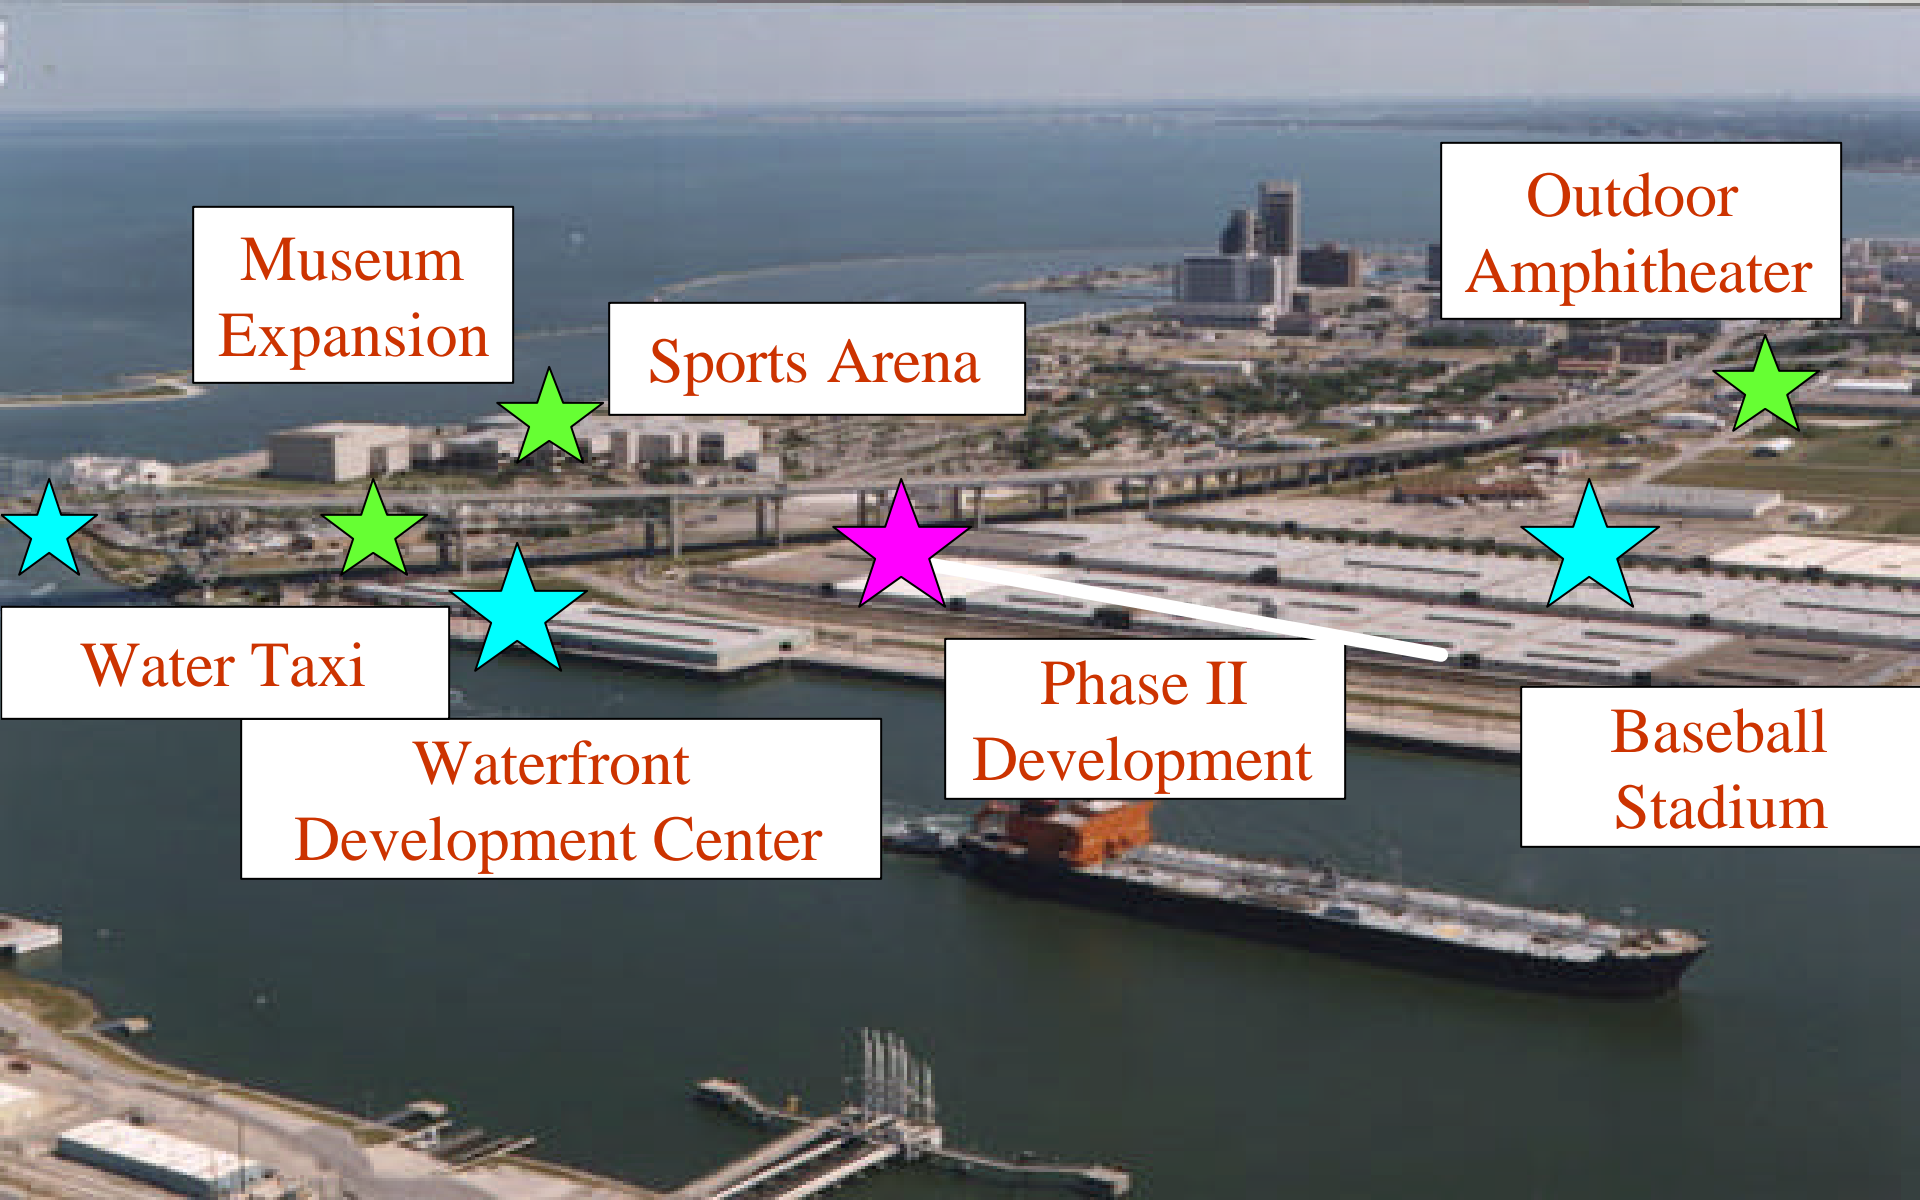 Outdoor
Amphitheater
Museum
Expansion
Sports Arena
Water Taxi
Phase II
Development
Waterfront
Development Center
Baseball
Stadium